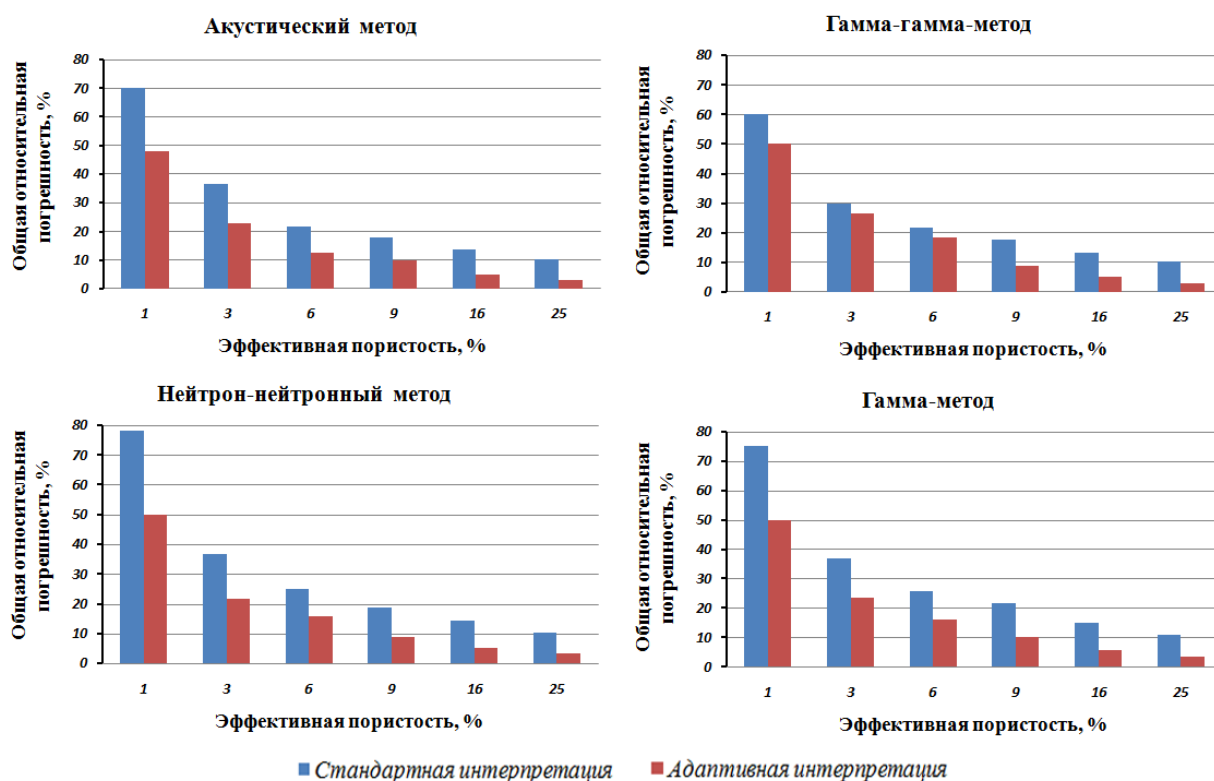 Акустический метод
Общая относительная
погрешность, %
80
70
60
50
40
30
20
10
0
1 3 6 9 16 25
Эффективная пористость, %
Гамма-гамма-метод
Общая относительная
погрешность, %
80
70
60
50
40
30
20
10
0
1 3 6 9 16 25
Эффективная пористость, %
Нейтрон-нейтронный метод
Общая относительная
погрешность, %
80
70
60
50
40
30
20
10
0
1 3 6 9 16 25
Эффективная пористость, %
Гамма-метод
Общая относительная
погрешность, %
80
70
60
50
40
30
20
10
0
1 3 6 9 16 25
Эффективная пористость, %
Стандартная интерпретация Адаптивная интерпретация